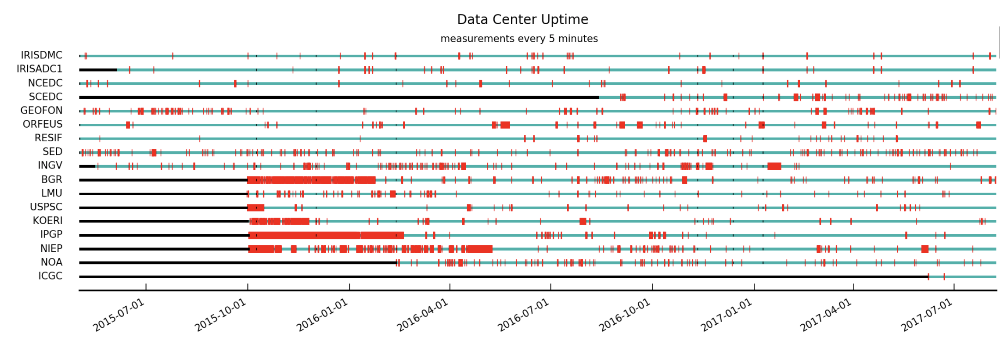 Data Center Uptime
measurements every 5 minutes
IRISDMC
IRISADC1
NCEDC
SCEDC
GEOFON
ORFEUS
RESIF
SED
INGV
BGR
LMU
USPSC
KOERI
IPGP
NIEP
NOA
ICGC
2015-07-01
2015-10-01
2016-01-01
2016-04-01
2016-07-01
2016-10-01
2017-01-01
2017-04-01
2017-07-01